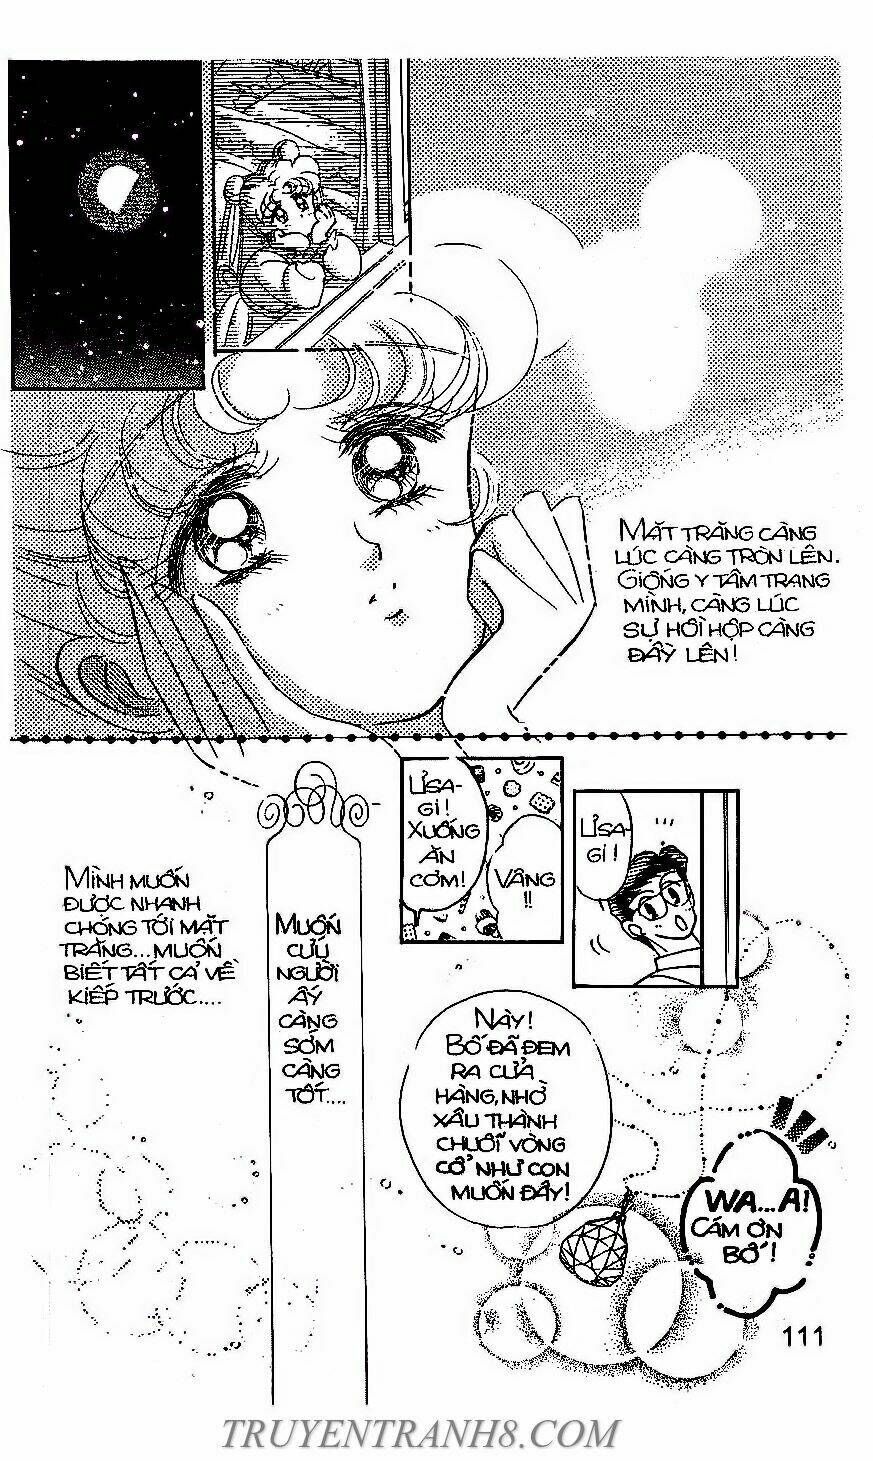 MẶT TRĂNG CÀNG
LÚC CÀNG TRÒN LÊN.
GIỐNG Y TÂM TRẠNG
MÌNH, CÀNG LÚC
SỰ HỒI HỘP CÀNG
ĐẦY LÊN!
ÚSA-
GI!
XUỐNG
ĂN
CƠM!
VÂNG
!!
ÚSA-
GI!
MÌNH MUỐN
ĐƯỢC NHANH
CHÓNG TỚI MẶT
TRĂNG...MUỐN
BIẾT TẤT CẢ VỀ
KIẾP TRƯỚC....
MUỐN
CỨU
NGƯỜI
ẤY
CÀNG
SỚM
CÀNG
TỐT....
NÀY!
BỐ ĐÃ ĐEM
RA CỬA
HÀNG, NHỜ
XÂU THÀNH
CHUỖI VÒNG
CỔ NHƯ CON
MUỐN ĐÂY!
WA...A!
CÁM ƠN
BỐ!
111
TRUYENTRANH8.COM